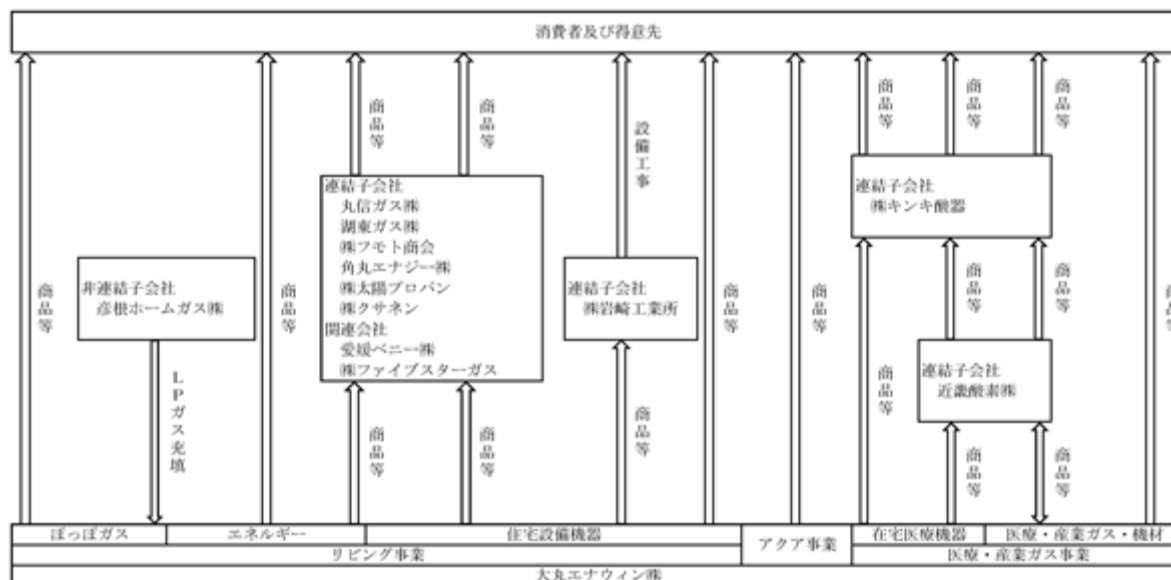 消費者及び得意先
商品等
商品等
設備工事
商品等
商品等
商品等
連結子会社
丸信ガス㈱
湖東ガス㈱
㈱フモト商会
角丸エナジー㈱
㈱太陽プロパン
㈱クサネン
関連会社
愛媛ベニー㈱
㈱ファイブスターガス
連結子会社
㈱キンキ酸器
非連結子会社
彦根ホームガス㈱
連結子会社
㈱岩崎工業所
商品等
商品等
商品等
商品等
商品等
商品等
商品等
連結子会社
近畿酸素㈱
LPガス充填
商品等
商品等
商品等
商品等
商品等
商品等
ぽっぽガス
エネルギー
住宅設備機器
アクア事業
在宅医療機器
医療・産業ガス・機材
リビング事業
医療・産業ガス事業
大丸エナウィン㈱